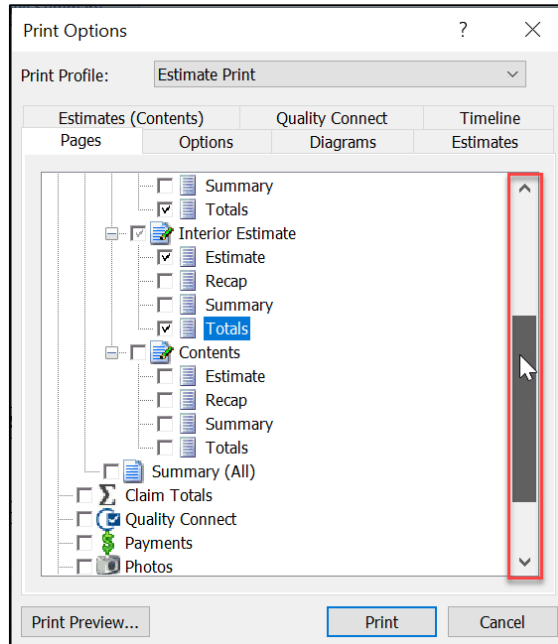 Print Options ?
Print Profile: Estimate Print
Estimates (Contents) Quality Connect Timeline
Pages Options Diagrams Estimates
Summary
Totals
Interior Estimate
Estimate
Recap
Summary
Totals
Contents
Estimate
Recap
Summary
Totals
Summary (All)
Claim Totals
Quality Connect
Payments
Photos
Print Preview... Print Cancel